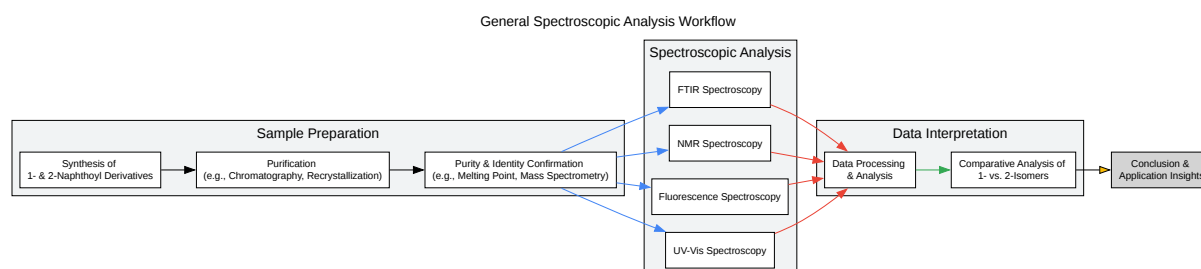 General Spectroscopic Analysis Workflow
Sample Preparation
Synthesis of
1- & 2-Naphthoyl Derivatives
Purification
(e.g., Chromatography, Recrystallization)
Purity & Identity Confirmation
(e.g., Melting Point, Mass Spectrometry)
Spectroscopic Analysis
FTIR Spectroscopy
NMR Spectroscopy
Fluorescence Spectroscopy
UV-Vis Spectroscopy
Data Interpretation
Data Processing
& Analysis
Comparative Analysis of
1- vs. 2-Isomers
Conclusion &
Application Insights